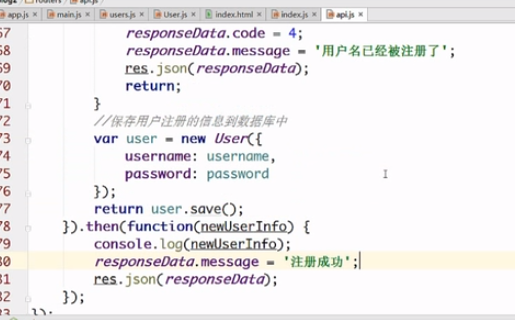 routers api.js
app.js main.js users.js User.js index.html index.js api.js
67 responseData.code = 4;
68 responseData.message = '用户名已经被注册了';
69 res.json(responseData);
70 return;
71 }
72 //保存用户注册的信息到数据库中
73 var user = new User({
74 username: username,
75 password: password
76 });
77 return user.save();
78 }).then(function(newUserInfo) {
79 console.log(newUserInfo);
80 responseData.message = '注册成功';
81 res.json(responseData);
82 });
83 });